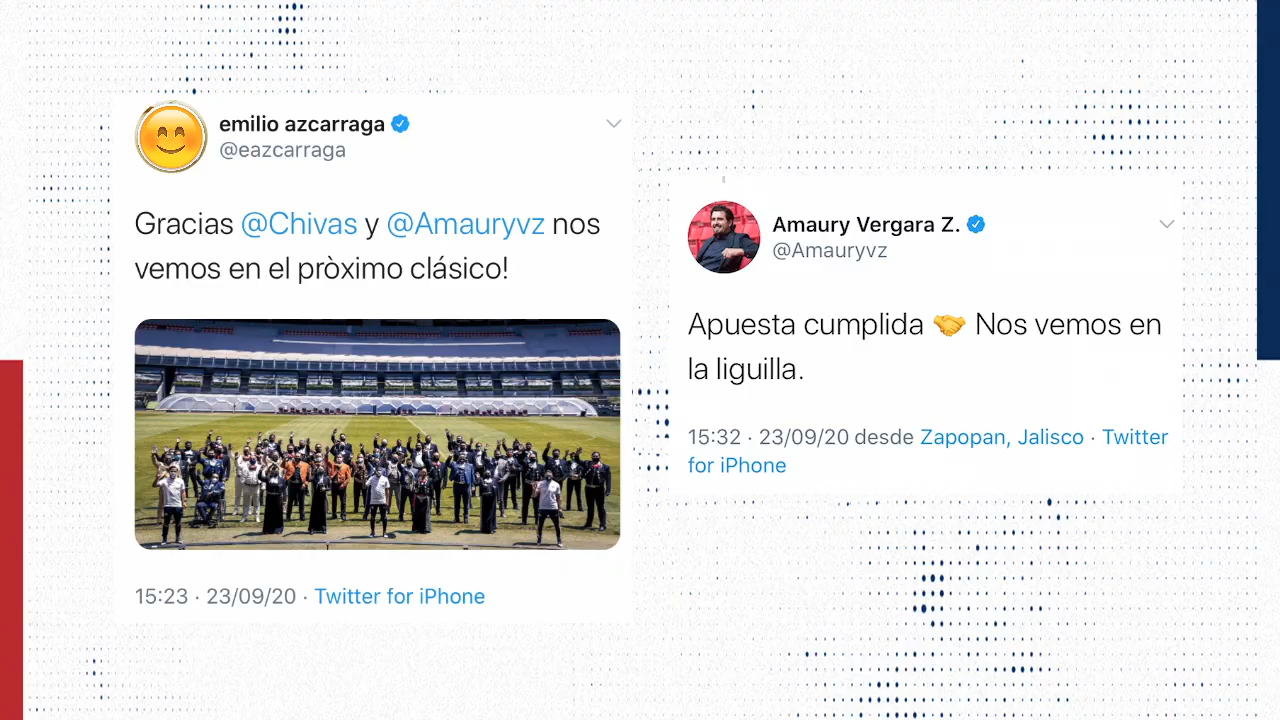 emilio azcarraga
@eazcarraga
Gracias @Chivas y @Amauryvz nos
vemos en el pròximo clásico!
15:23 · 23/09/20 · Twitter for iPhone
Amaury Vergara Z.
@Amauryvz
Apuesta cumplida 🤝 Nos vemos en
la liguilla.
15:32 · 23/09/20 desde Zapopan, Jalisco · Twitter
for iPhone